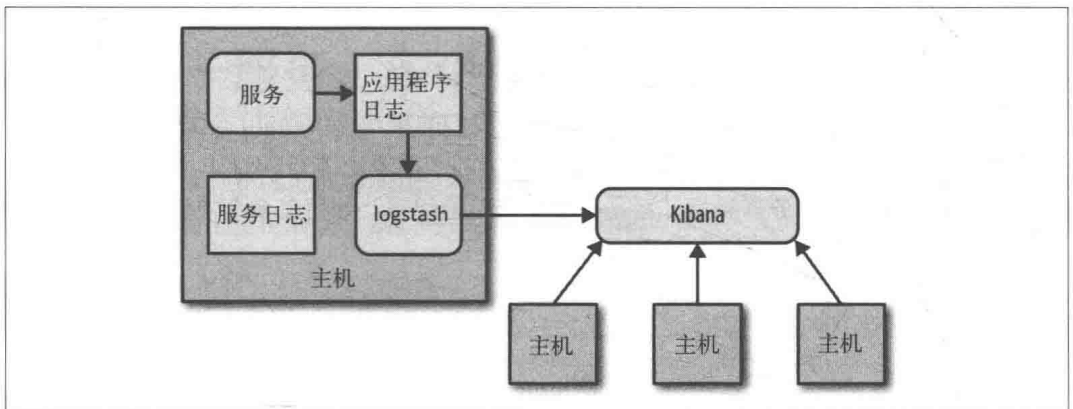 服务
应用程序
日志
服务日志
logstash
主机
Kibana
主机
主机
主机